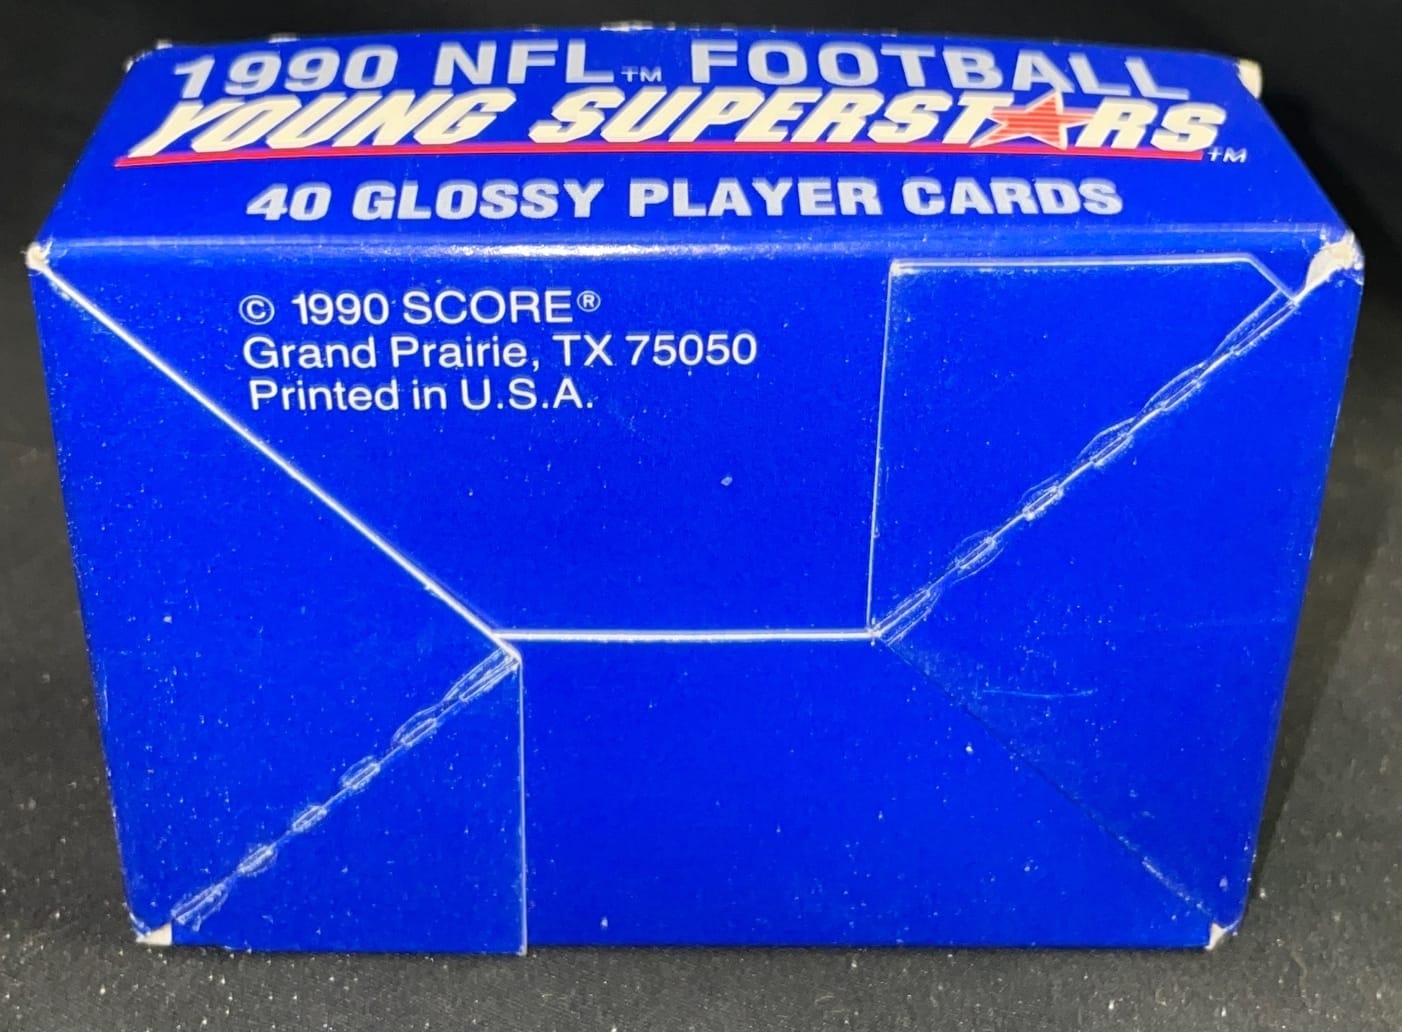 1990 NFL™ FOOTBALL
YOUNG SUPERSTARS™
40 GLOSSY PLAYER CARDS
© 1990 SCORE®
Grand Prairie, TX 75050
Printed in U.S.A.